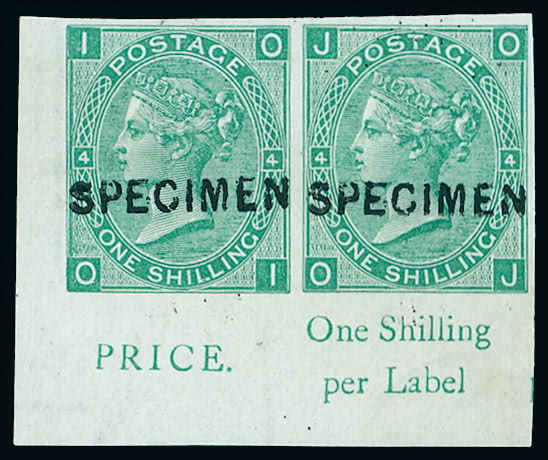 I O J O
POSTAGE POSTAGE
4 4 4 4
SPECIMEN SPECIMEN
ONE SHILLING ONE SHILLING
O I O J
One Shilling
PRICE.
per Label